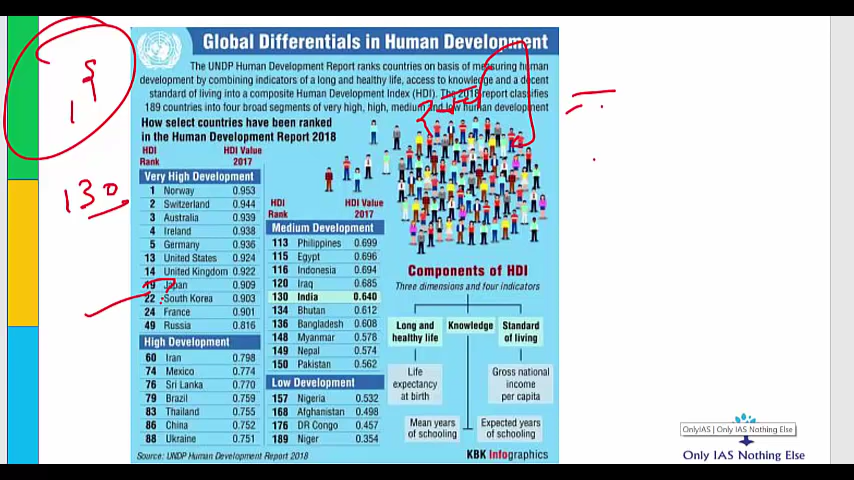 Global Differentials in Human Development
The UNDP Human Development Report ranks countries on basis of measuring human
development by combining indicators of a long and healthy life, access to knowledge and a decent
standard of living into a composite Human Development Index (HDI). The 2018 report classifies
189 countries into four broad segments of very high, high, medium and low human development
How select countries have been ranked
in the Human Development Report 2018
HDI Rank HDI Value 2017
Very High Development
1 Norway 0.953
2 Switzerland 0.944
3 Australia 0.939
4 Ireland 0.938
5 Germany 0.936
13 United States 0.924
14 United Kingdom 0.922
19 Japan 0.909
22 South Korea 0.903
24 France 0.901
49 Russia 0.816
High Development
60 Iran 0.798
74 Mexico 0.774
76 Sri Lanka 0.770
79 Brazil 0.759
83 Thailand 0.755
86 China 0.752
88 Ukraine 0.751
HDI Rank HDI Value 2017
Medium Development
113 Philippines 0.699
115 Egypt 0.696
116 Indonesia 0.694
120 Iraq 0.685
130 India 0.640
134 Bhutan 0.612
136 Bangladesh 0.608
148 Myanmar 0.578
149 Nepal 0.574
150 Pakistan 0.562
Low Development
157 Nigeria 0.532
168 Afghanistan 0.498
176 DR Congo 0.457
189 Niger 0.354
Components of HDI
Three dimensions and four indicators
Long and healthy life
Knowledge
Standard of living
Life expectancy at birth
Gross national income per capita
Mean years of schooling
Expected years of schooling
Source: UNDP Human Development Report 2018
KBK Infographics
130
OnlyIAS | Only IAS Nothing Else
Only IAS Nothing Else